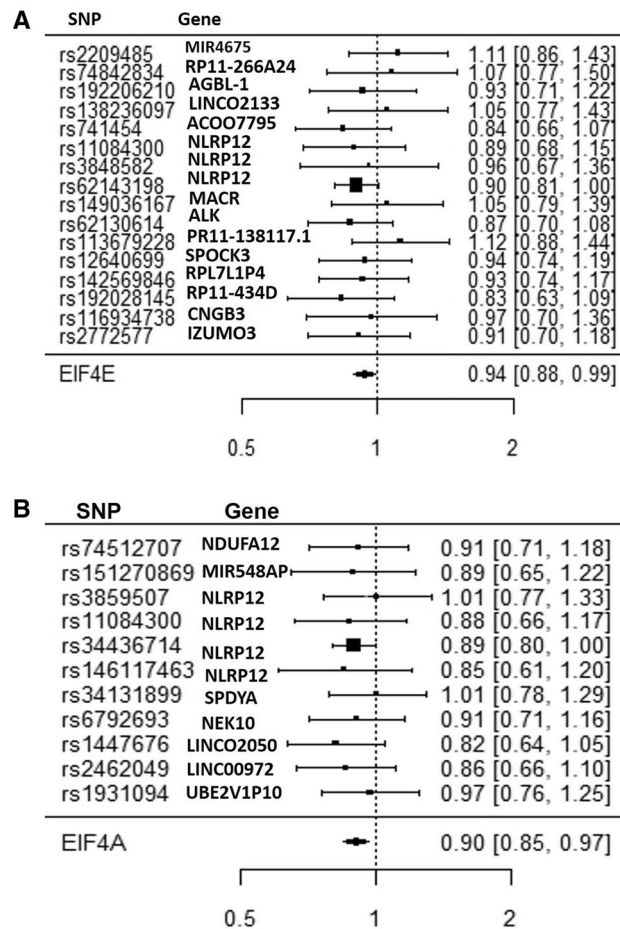 A
SNP Gene
rs2209485 MIR4675 1.11 [0.86, 1.43]
rs74842834 RP11-266A24 1.07 [0.77, 1.50]
rs192206210 AGBL-1 0.93 [0.71, 1.22]
rs138236097 LINCO2133 1.05 [0.77, 1.43]
rs741454 ACOO7795 0.84 [0.66, 1.07]
rs11084300 NLRP12 0.89 [0.68, 1.15]
rs3848582 NLRP12 0.96 [0.67, 1.36]
rs62143198 NLRP12 0.90 [0.81, 1.00]
rs149036167 MACR 1.05 [0.79, 1.39]
rs62130614 ALK 0.87 [0.70, 1.08]
rs113679228 PR11-138117.1 1.12 [0.88, 1.44]
rs12640699 SPOCK3 0.94 [0.74, 1.19]
rs142569846 RPL7L1P4 0.93 [0.74, 1.17]
rs192028145 RP11-434D 0.83 [0.63, 1.09]
rs116934738 CNGB3 0.97 [0.70, 1.36]
rs2772577 IZUMO3 0.91 [0.70, 1.18]
EIF4E 0.94 [0.88, 0.99]
0.5 1 2
B
SNP Gene
rs74512707 NDUFA12 0.91 [0.71, 1.18]
rs151270869 MIR548AP 0.89 [0.65, 1.22]
rs3859507 NLRP12 1.01 [0.77, 1.33]
rs11084300 NLRP12 0.88 [0.66, 1.17]
rs34436714 NLRP12 0.89 [0.80, 1.00]
rs146117463 NLRP12 0.85 [0.61, 1.20]
rs34131899 SPDYA 1.01 [0.78, 1.29]
rs6792693 NEK10 0.91 [0.71, 1.16]
rs1447676 LINCO2050 0.82 [0.64, 1.05]
rs2462049 LINC00972 0.86 [0.66, 1.10]
rs1931094 UBE2V1P10 0.97 [0.76, 1.25]
EIF4A 0.90 [0.85, 0.97]
0.5 1 2